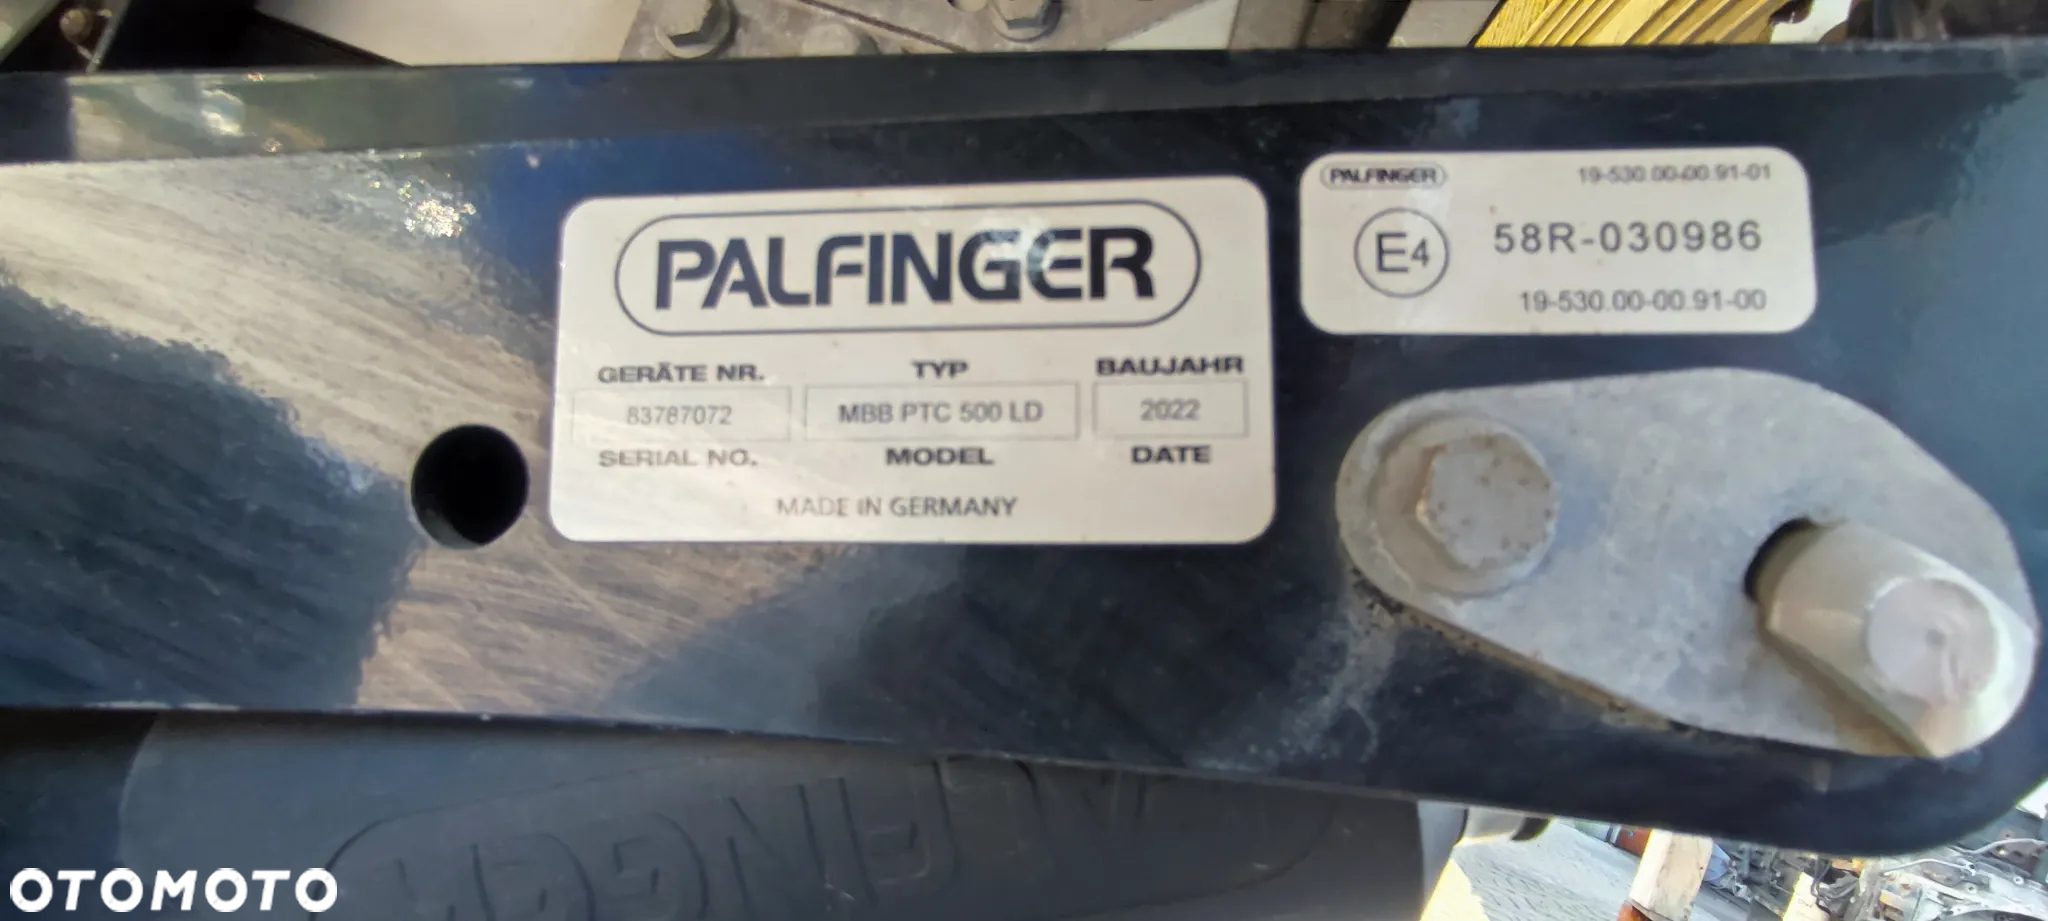 PALFINGER
GERÄTE NR. TYP BAUJAHR
83787072 MBB PTC 500 LD 2022
SERIAL NO. MODEL DATE
MADE IN GERMANY
PALFINGER 19-530.00-00.91-01
E4 58R-030986
19-530.00-00.91-00
PALFINGER
OTOMOTO